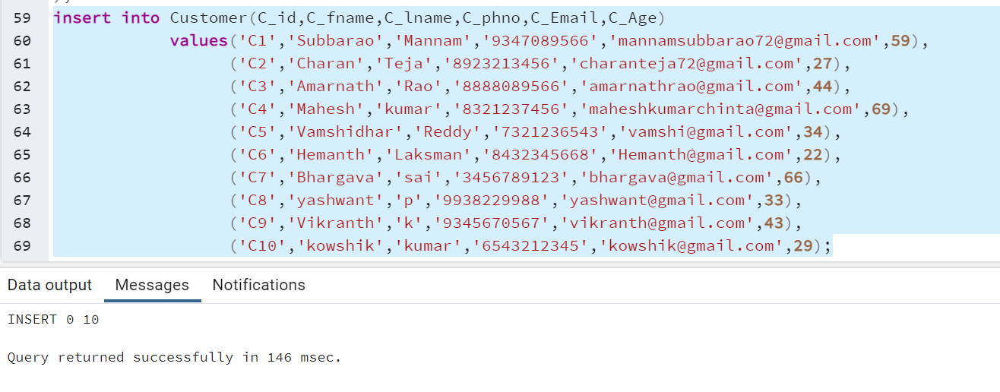 59 insert into Customer(C_id,C_fname,C_lname,C_phno,C_Email,C_Age)
60 values('C1','Subbarao','Mannam','9347089566','mannamsubbarao72@gmail.com',59),
61 ('C2','Charan','Teja','8923213456','charanteja72@gmail.com',27),
62 ('C3','Amarnath','Rao','8888089566','amarnathrao@gmail.com',44),
63 ('C4','Mahesh','kumar','8321237456','maheshkumarchinta@gmail.com',69),
64 ('C5','Vamshidhar','Reddy','7321236543','vamshi@gmail.com',34),
65 ('C6','Hemanth','Laksman','8432345668','Hemanth@gmail.com',22),
66 ('C7','Bhargava','sai','3456789123','bhargava@gmail.com',66),
67 ('C8','yashwant','p','9938229988','yashwant@gmail.com',33),
68 ('C9','Vikranth','k','9345670567','vikranth@gmail.com',43),
69 ('C10','kowshik','kumar','6543212345','kowshik@gmail.com',29);
Data output Messages Notifications
INSERT 0 10
Query returned successfully in 146 msec.